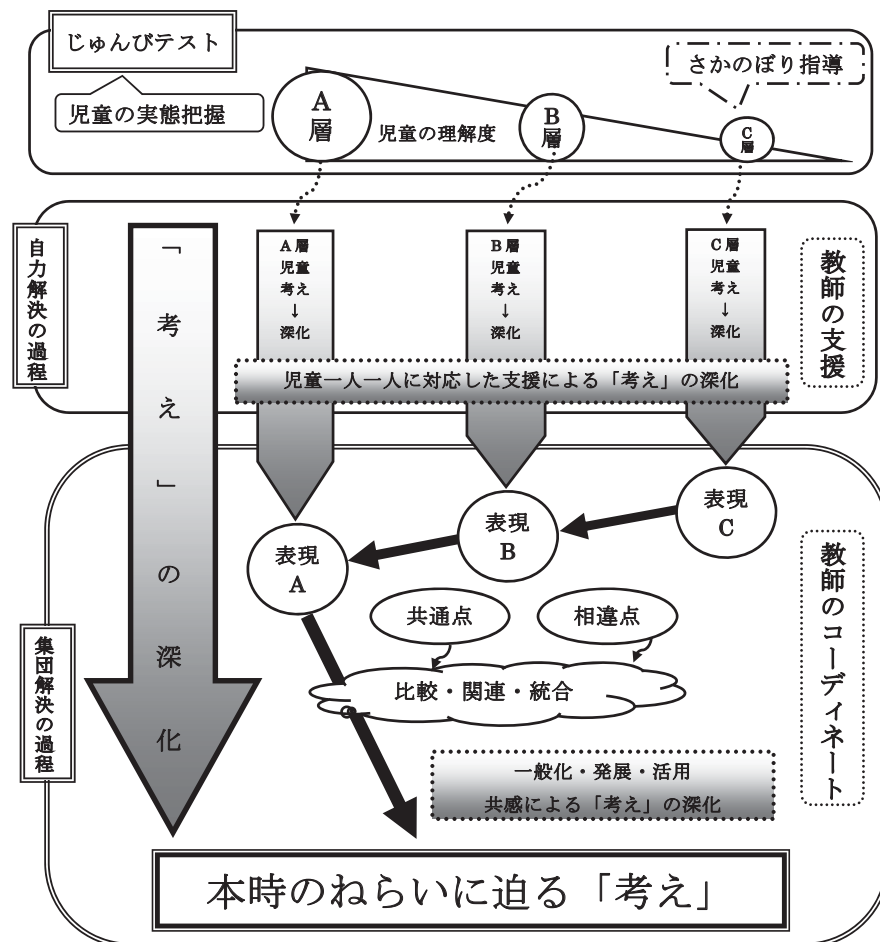 じゅんびテスト
児童の実態把握
A
層
児童の理解度
B
層
さかのぼり指導
C
層
自力解決の過程
「考え」の深化
A層
児童
考え
↓
深化
B層
児童
考え
↓
深化
C層
児童
考え
↓
深化
教師の支援
児童一人一人に対応した支援による「考え」の深化
集団解決の過程
表現
A
表現
B
表現
C
教師のコーディネート
共通点
相違点
比較・関連・統合
一般化・発展・活用
共感による「考え」の深化
本時のねらいに迫る「考え」